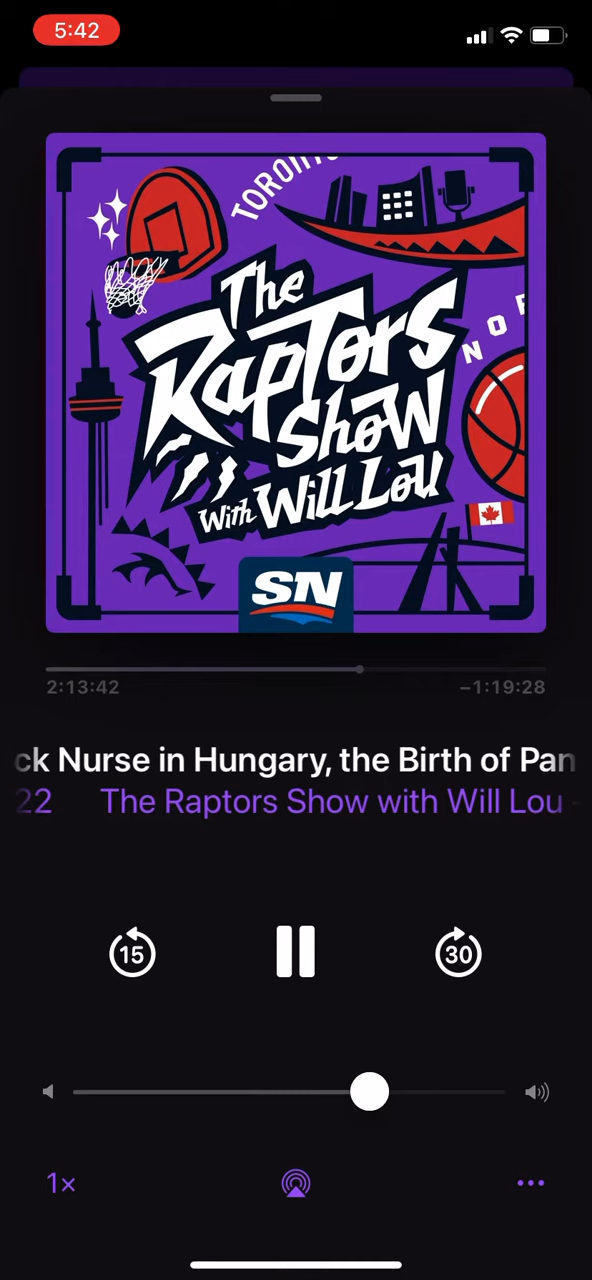 5:42
TORONTO
The
Raptors
Show
With Will Lou
NO
SN
2:13:42
−1:19:28
ck Nurse in Hungary, the Birth of Pan
22 The Raptors Show with Will Lou -
15
30
1×